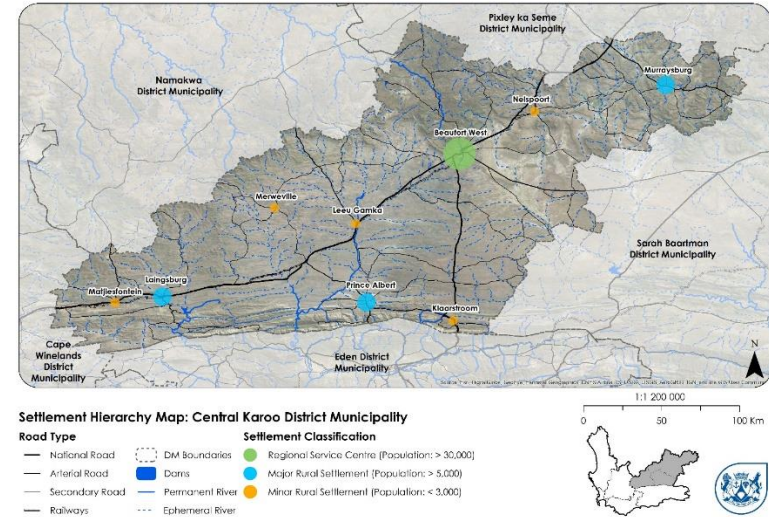 Pixley ka Seme
District Municipality
Namakwa
District Municipality
Murraysburg
Nelspoort
Beaufort West
Merweville
Leeu Gamka
Sarah Baartman
District Municipality
Laingsburg
Matjiesfontein
Prince Albert
Klaarstroom
Cape
Winelands
District
Municipality
Eden District
Municipality
N
1:1 200 000
0 50 100 Km
Settlement Hierarchy Map: Central Karoo District Municipality
Road Type
National Road
Arterial Road
Secondary Road
Railways
DM Boundaries
Dams
Permanent River
Ephemeral River
Settlement Classification
Regional Service Centre (Population: > 30,000)
Major Rural Settlement (Population: > 5,000)
Minor Rural Settlement (Population: < 3,000)